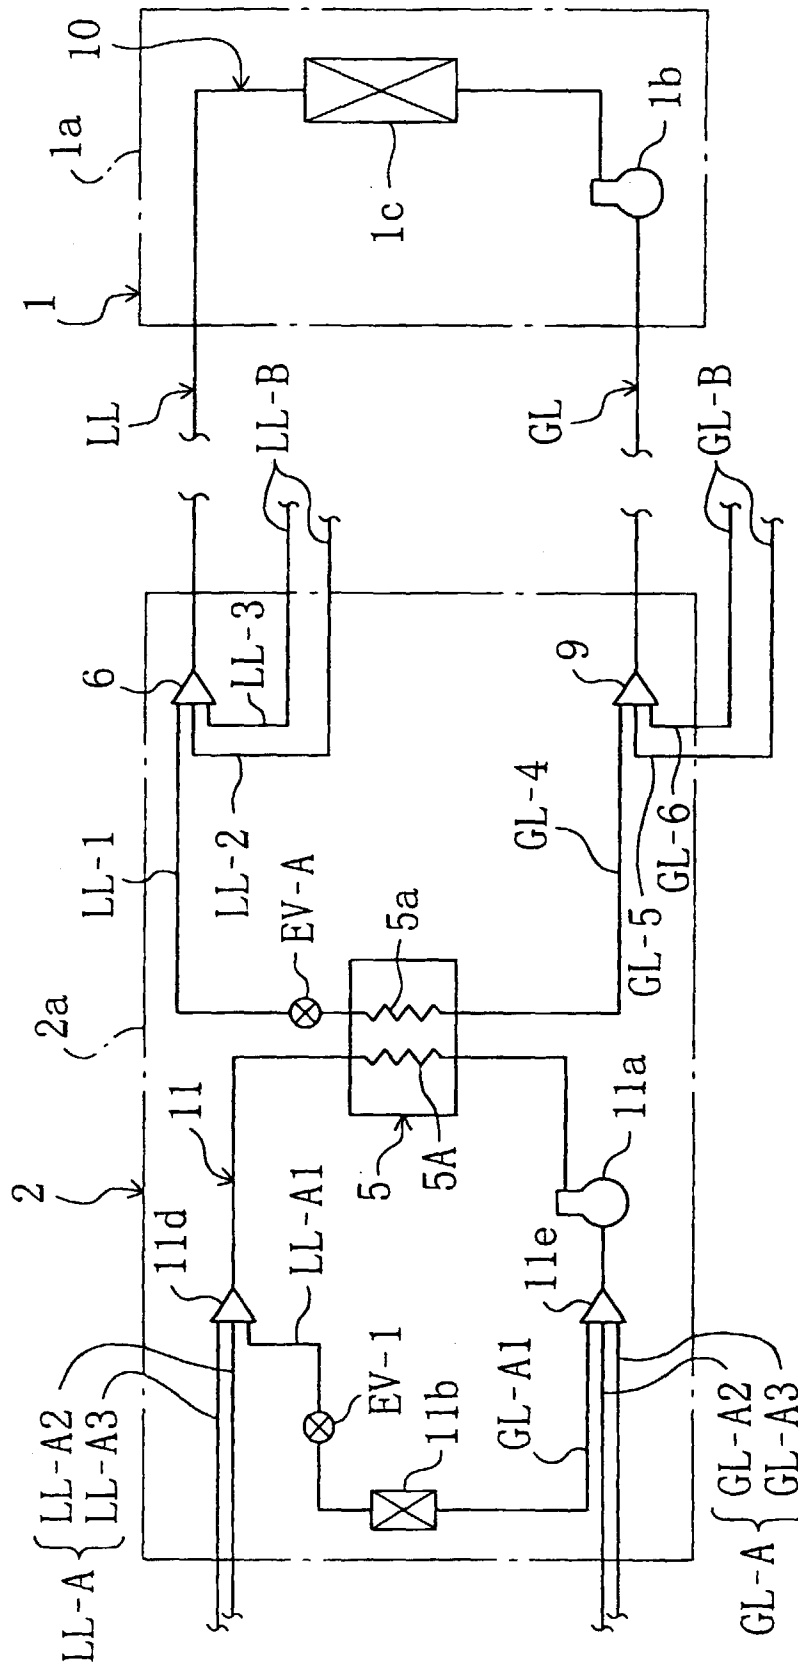 1
1a
10
1c
1b
LL
GL
LL-B
GL-B
6
LL-3
LL-2
LL-1
9
GL-4
GL-5
GL-6
2a
EV-A
5a
5
5A
2
11
11d
LL-A1
11a
11e
EV-1
11b
GL-A1
LL-A { LL-A2
LL-A3
GL-A { GL-A2
GL-A3